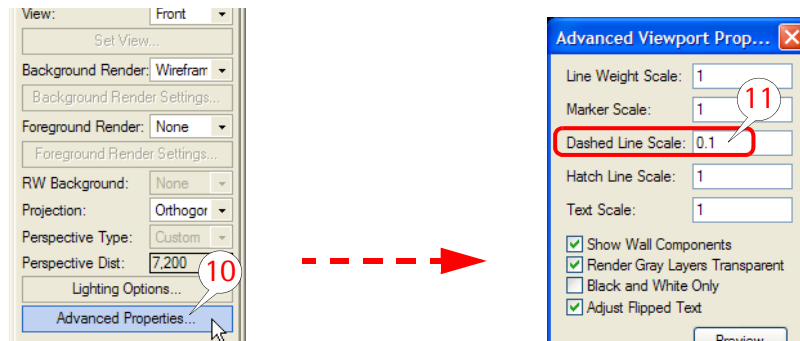 View: Front
Set View...
Background Render: Wirefram
Background Render Settings...
Foreground Render: None
Foreground Render Settings...
RW Background: None
Projection: Orthogor
Perspective Type: Custom
Perspective Dist: 7,200
10
Lighting Options...
Advanced Properties...
Advanced Viewport Prop...
Line Weight Scale: 1
11
Marker Scale: 1
Dashed Line Scale: 0.1
Hatch Line Scale: 1
Text Scale: 1
Show Wall Components
Render Gray Layers Transparent
Black and White Only
Adjust Flipped Text
Preview